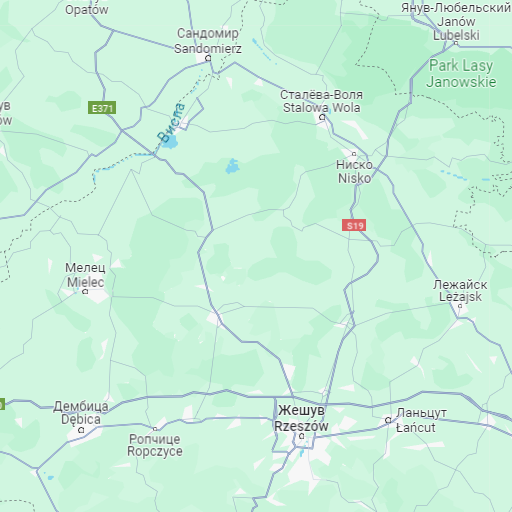 Opatów
Сандомир
Sandomierz
Янув-Любельский
Janów
Lubelski
Park Lasy
Janowskie
E371
Висла
Сталёва-Воля
Stalowa Wola
Ниско
Nisko
S19
Мелец
Mielec
Лежайск
Leżajsk
Дембица
Dębica
Ропчице
Ropczyce
Жешув
Rzeszów
Ланьцут
Łańcut